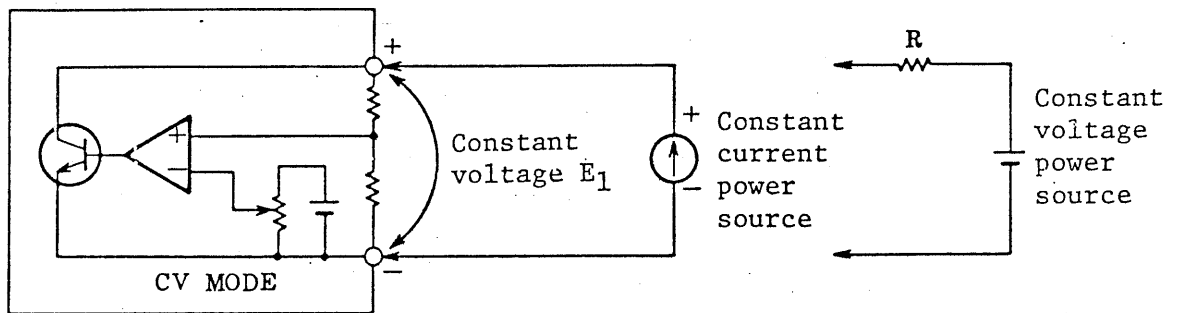 +
+
−
CV MODE
−
Constant
voltage E1
+
−
Constant
current
power
source
R
Constant
voltage
power
source